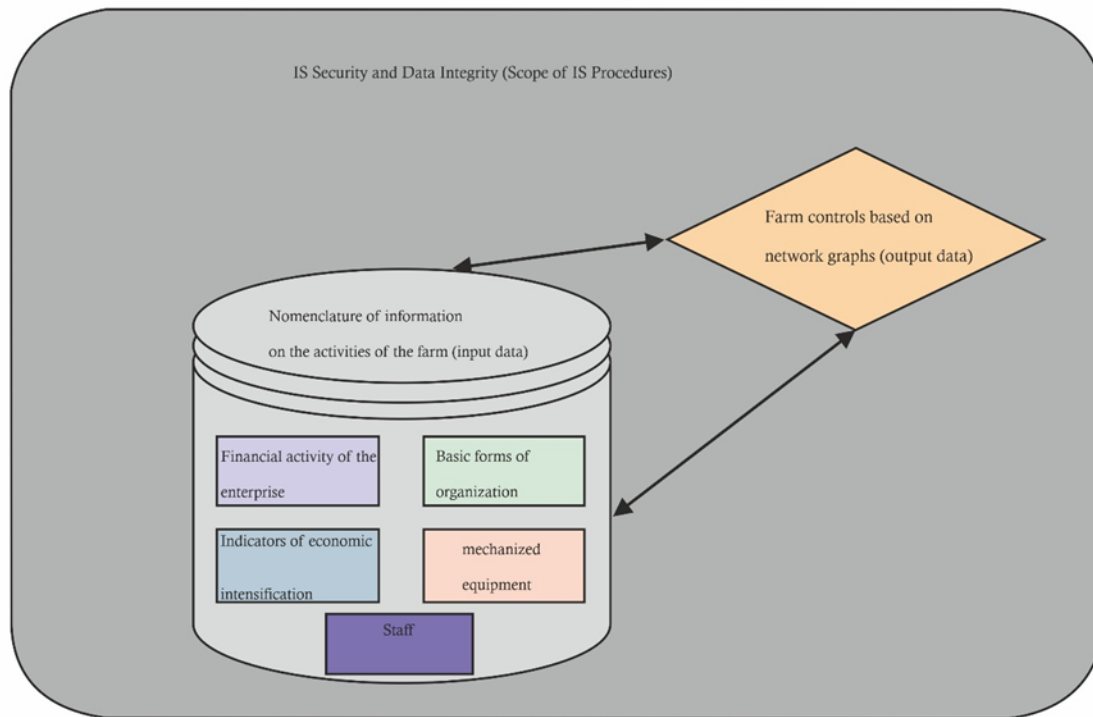 IS Security and Data Integrity (Scope of IS Procedures)
Farm controls based on
network graphs (output data)
Nomenclature of information
on the activities of the farm (input data)
Financial activity of the
enterprise
Basic forms of
organization
Indicators of economic
intensification
mechanized
equipment
Staff